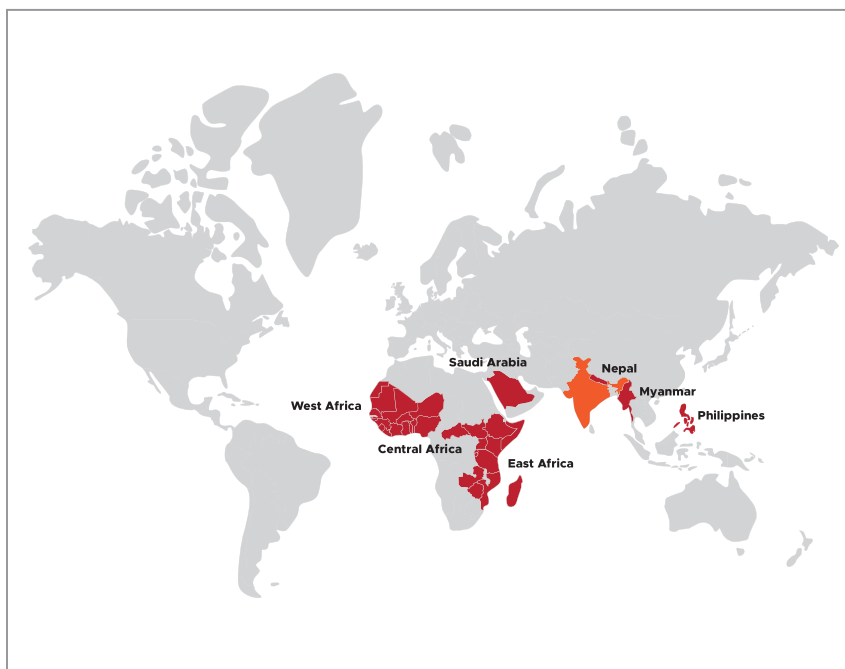 Saudi Arabia
Nepal
Myanmar
West Africa
Philippines
Central Africa
East Africa